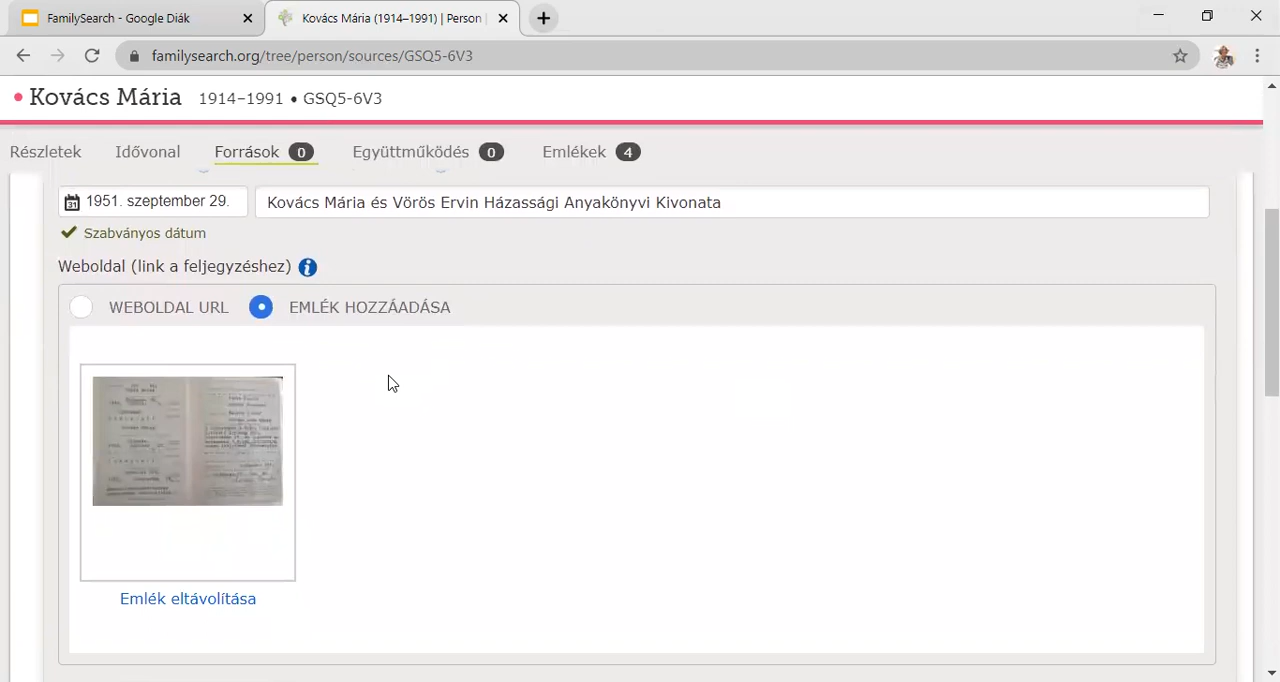 FamilySearch - Google Diák
Kovács Mária (1914–1991) | Person
familysearch.org/tree/person/sources/GSQ5-6V3
Kovács Mária 1914–1991 • GSQ5-6V3
Részletek Idővonal Források 0 Együttműködés 0 Emlékek 4
31 1951. szeptember 29. Kovács Mária és Vörös Ervin Házassági Anyakönyvi Kivonata
Szabványos dátum
Weboldal (link a feljegyzéshez) i
WEBOLDAL URL EMLÉK HOZZÁADÁSA
Emlék eltávolítása